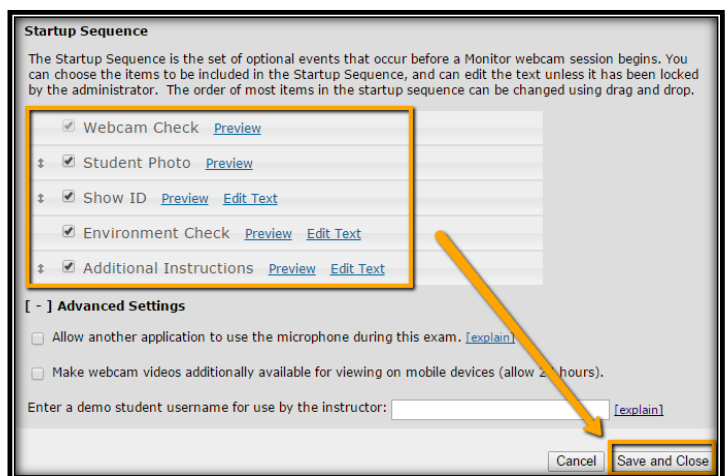 Startup Sequence
The Startup Sequence is the set of optional events that occur before a Monitor webcam session begins. You
can choose the items to be included in the Startup Sequence, and can edit the text unless it has been locked
by the administrator. The order of most items in the startup sequence can be changed using drag and drop.
Webcam Check Preview
Student Photo Preview
Show ID Preview Edit Text
Environment Check Preview Edit Text
Additional Instructions Preview Edit Text
[ - ] Advanced Settings
Allow another application to use the microphone during this exam. [explain]
Make webcam videos additionally available for viewing on mobile devices (allow hours).
Enter a demo student username for use by the instructor: [explain]
Cancel Save and Close